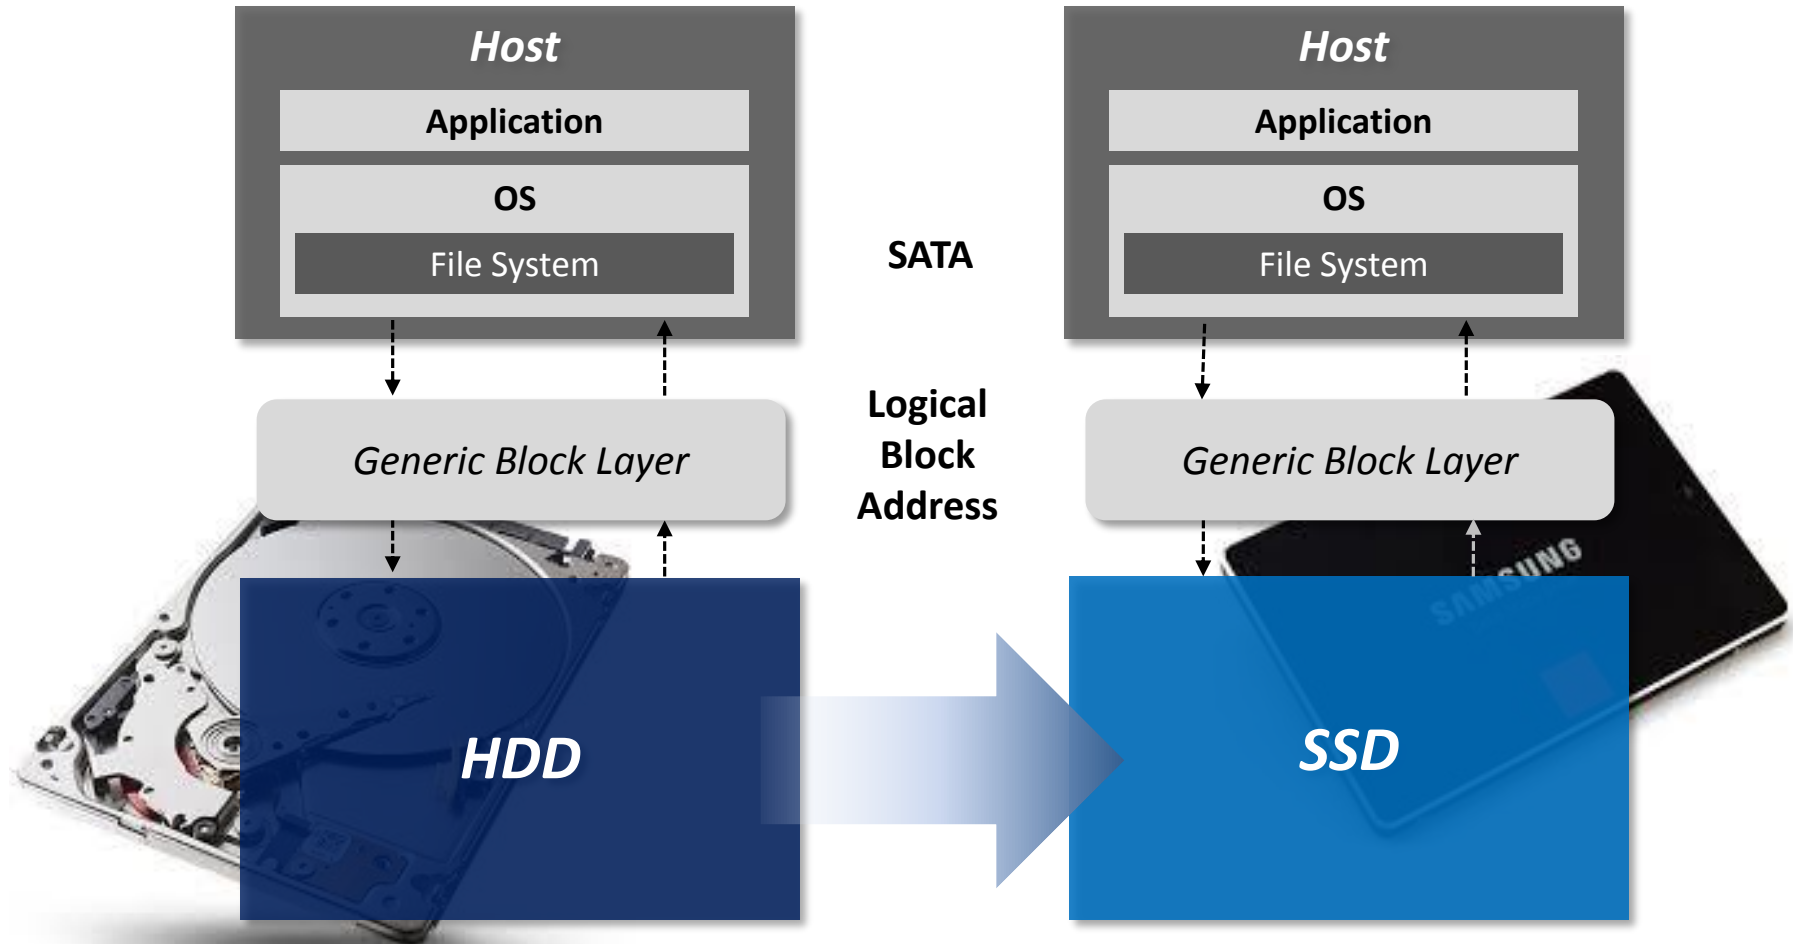 Host
Application
OS
File System
SATA
Logical
Block
Address
Generic Block Layer
HDD
Host
Application
OS
File System
Generic Block Layer
SAMSUNG
SSD